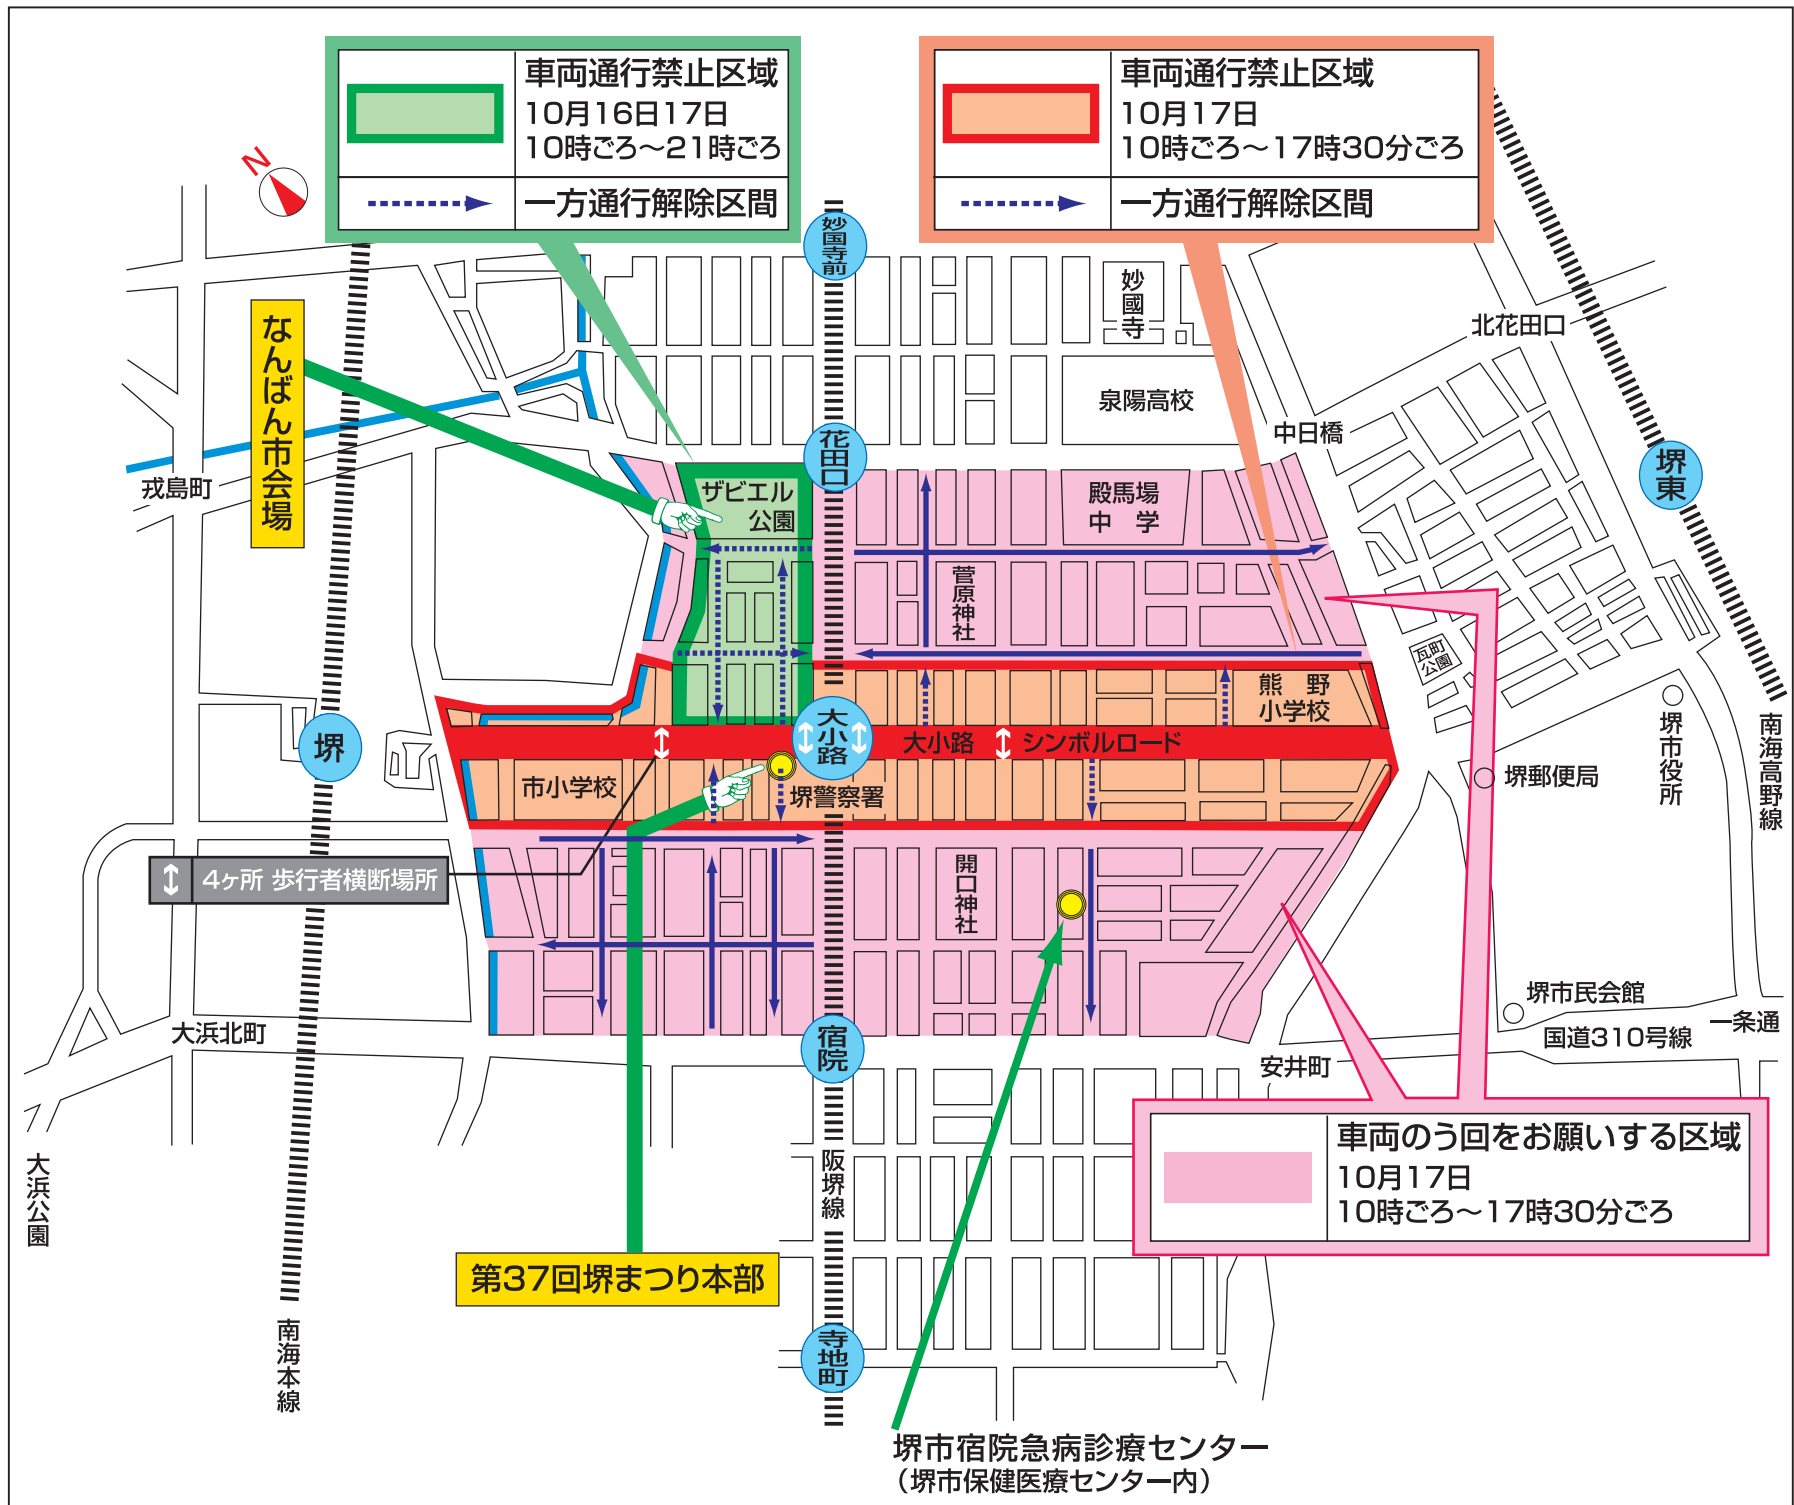 車両通行禁止区域
10月16日17日
10時ごろ～21時ごろ
一方通行解除区間
車両通行禁止区域
10月17日
10時ごろ～17時30分ごろ
一方通行解除区間
N
妙国寺前
妙國寺
北花田口
なんばん市会場
泉陽高校
中日橋
花田口
堺東
戎島町
ザビエル
公園
殿馬場
中　学
菅原神社
瓦町
公園
熊　野
小学校
堺
大小路
大小路
シンボルロード
堺市役所
南海高野線
市小学校
堺警察署
堺郵便局
4ヶ所 歩行者横断場所
開口神社
大浜北町
宿院
堺市民会館
国道310号線
一条通
安井町
車両のう回をお願いする区域
10月17日
10時ごろ～17時30分ごろ
大浜公園
阪堺線
第37回堺まつり本部
南海本線
寺地町
堺市宿院急病診療センター
（堺市保健医療センター内）